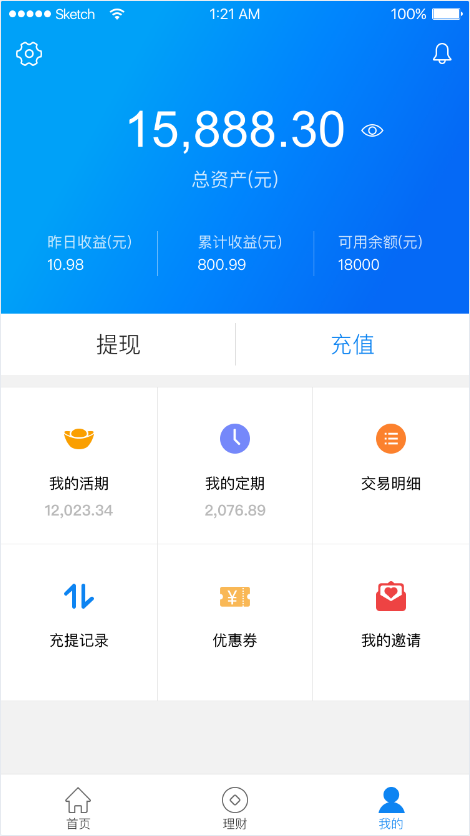 Sketch 1:21 AM 100%
15,888.30
总资产(元)
昨日收益(元) 累计收益(元) 可用余额(元)
10.98 800.99 18000
提现 充值
我的活期 我的定期 交易明细
12,023.34 2,076.89
充提记录 优惠券 我的邀请
首页 理财 我的